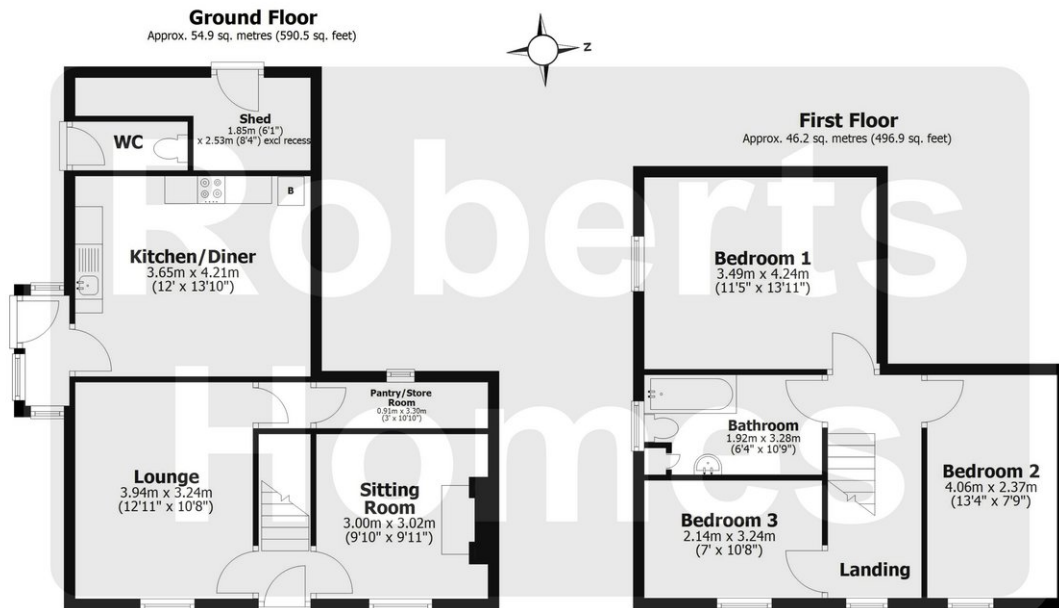 Ground Floor
Approx. 54.9 sq. metres (590.5 sq. feet)
Z
Shed
1.85m (6'1")
x 2.53m (8'4") excl recess
WC
B
Kitchen/Diner
3.65m x 4.21m
(12' x 13'10")
Pantry/Store
Room
0.91m x 3.30m
(3' x 10'10")
Lounge
3.94m x 3.24m
(12'11" x 10'8")
Sitting
Room
3.00m x 3.02m
(9'10" x 9'11")
First Floor
Approx. 46.2 sq. metres (496.9 sq. feet)
Bedroom 1
3.49m x 4.24m
(11'5" x 13'11")
Bathroom
1.92m x 3.28m
(6'4" x 10'9")
Bedroom 2
4.06m x 2.37m
(13'4" x 7'9")
Bedroom 3
2.14m x 3.24m
(7' x 10'8")
Landing
Roberts
Homes